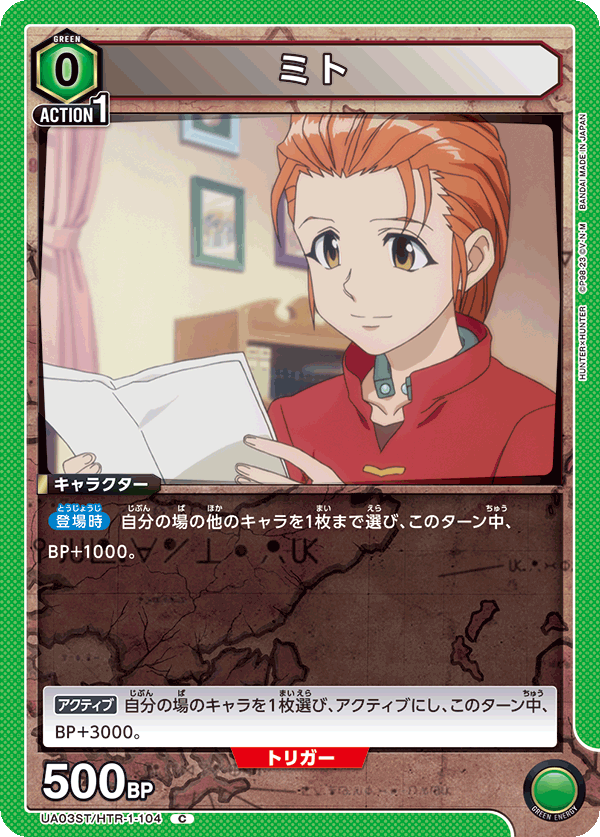 GREEN
0
ACTION 1
ミト
HUNTER×HUNTER ©P98-23 ©V・N・M BANDAI MADE IN JAPAN
キャラクター
登場時 自分の場の他のキャラを1枚まで選び、このターン中、
BP+1000。
アクティブ 自分の場のキャラを1枚選び、アクティブにし、このターン中、
BP+3000。
トリガー
500BP
GREEN ENERGY
UA03ST/HTR-1-104 C